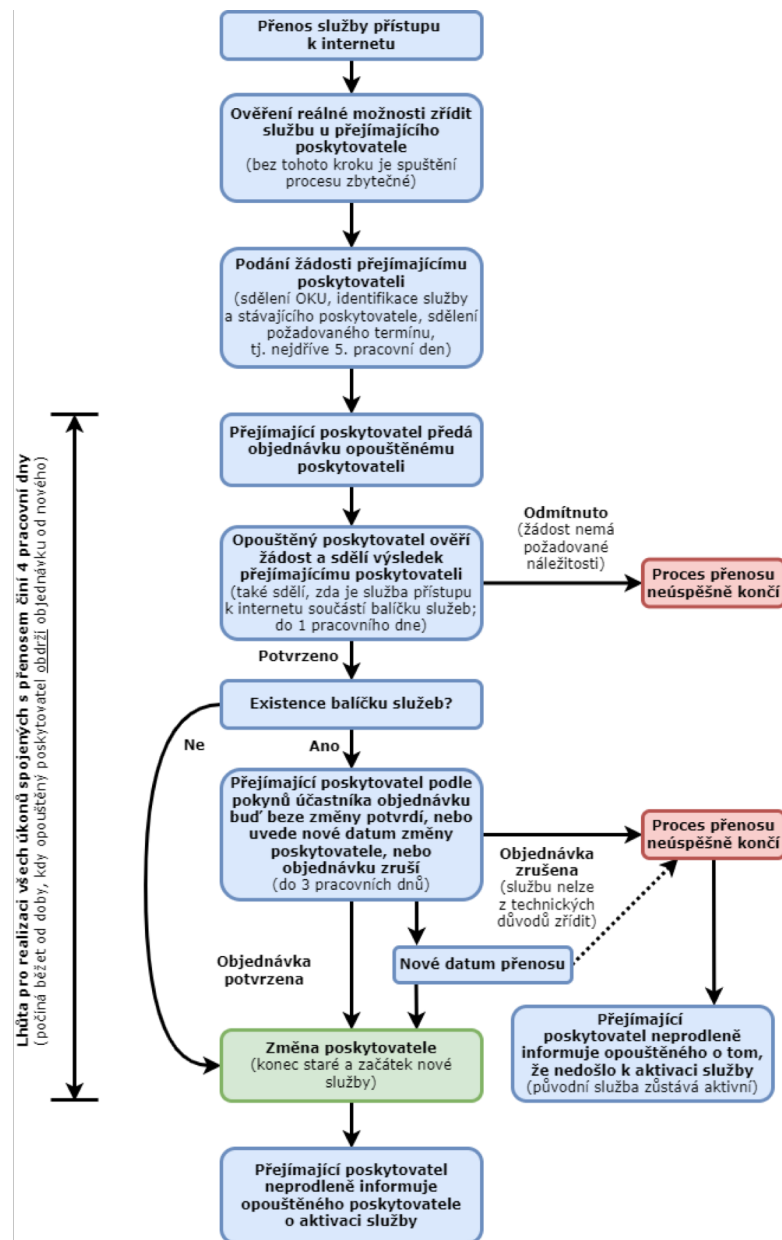 Přenos služby přístupu
k internetu
Ověření reálné možnosti zřídit
službu u přejímajícího
poskytovatele
(bez tohoto kroku je spuštění
procesu zbytečné)
Podání žádosti přejímajícímu
poskytovateli
(sdělení OKU, identifikace služby
a stávajícího poskytovatele, sdělení
požadovaného termínu,
tj. nejdříve 5. pracovní den)
Lhůta pro realizaci všech úkonů spojených s přenosem činí 4 pracovní dny
(počíná běžet od doby, kdy opouštěný poskytovatel obdrží objednávku od nového)
Přejímající poskytovatel předá
objednávku opouštěnému
poskytovateli
Opouštěný poskytovatel ověří
žádost a sdělí výsledek
přejímajícímu poskytovateli
(také sdělí, zda je služba přístupu
k internetu součástí balíčku služeb;
do 1 pracovního dne)
Odmítnuto
(žádost nemá
požadované
náležitosti)
Proces přenosu
neúspěšně končí
Potvrzeno
Existence balíčku služeb?
Ne
Ano
Přejímající poskytovatel podle
pokynů účastníka objednávku
buď beze změny potvrdí, nebo
uvede nové datum změny
poskytovatele, nebo
objednávku zruší
(do 3 pracovních dnů)
Objednávka
zrušena
(službu nelze
z technických
důvodů zřídit)
Proces přenosu
neúspěšně končí
Objednávka
potvrzena
Nové datum přenosu
Přejímající
poskytovatel neprodleně
informuje opouštěného o tom,
že nedošlo k aktivaci služby
(původní služba zůstává aktivní)
Změna poskytovatele
(konec staré a začátek nové
služby)
Přejímající poskytovatel
neprodleně informuje
opouštěného poskytovatele
o aktivaci služby